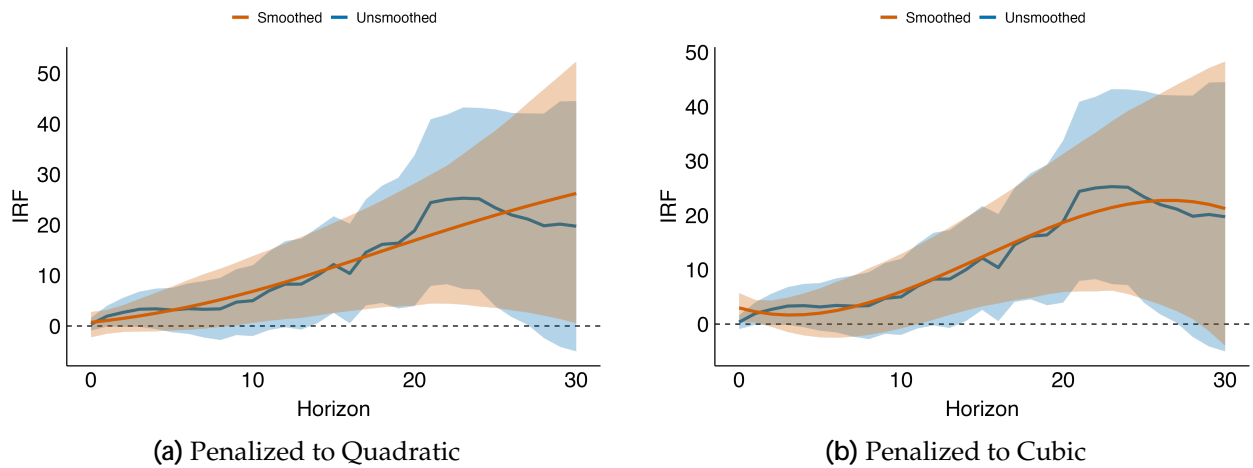 Smoothed Unsmoothed
50
40
30
20
10
0
IRF
0 10 20 30
Horizon
(a) Penalized to Quadratic
Smoothed Unsmoothed
50
40
30
20
10
0
IRF
0 10 20 30
Horizon
(b) Penalized to Cubic